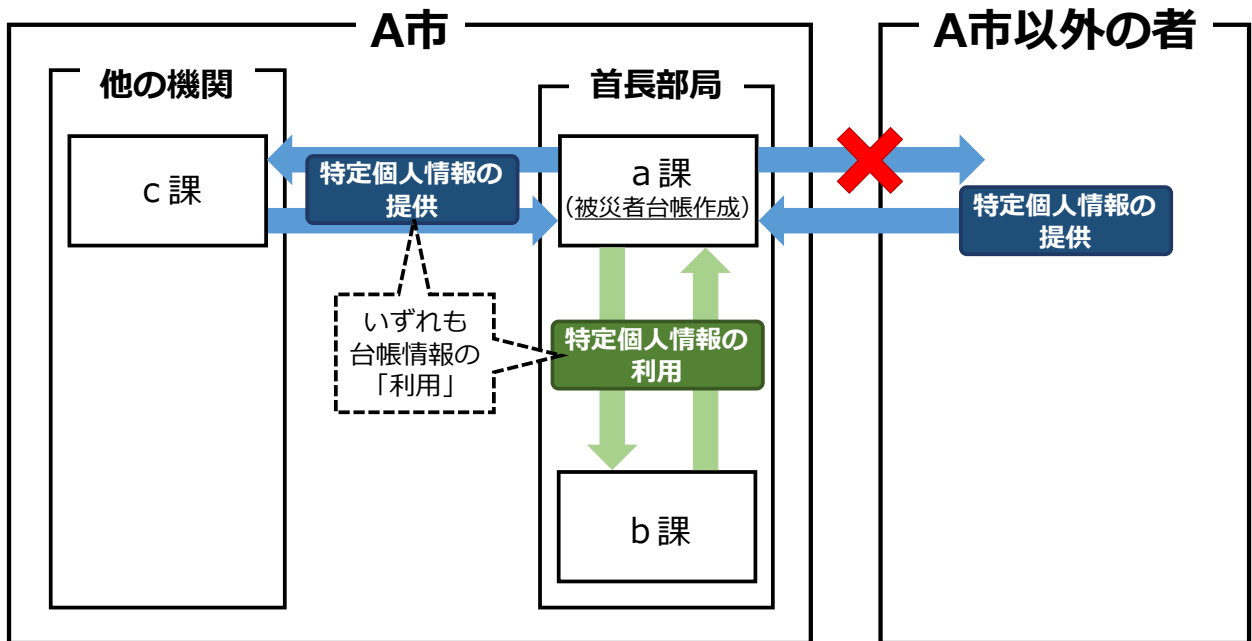 A市
A市以外の者
他の機関
首長部局
c課
特定個人情報の
提供
a課
(被災者台帳作成)
特定個人情報の
提供
いずれも
台帳情報の
「利用」
特定個人情報の
利用
b課